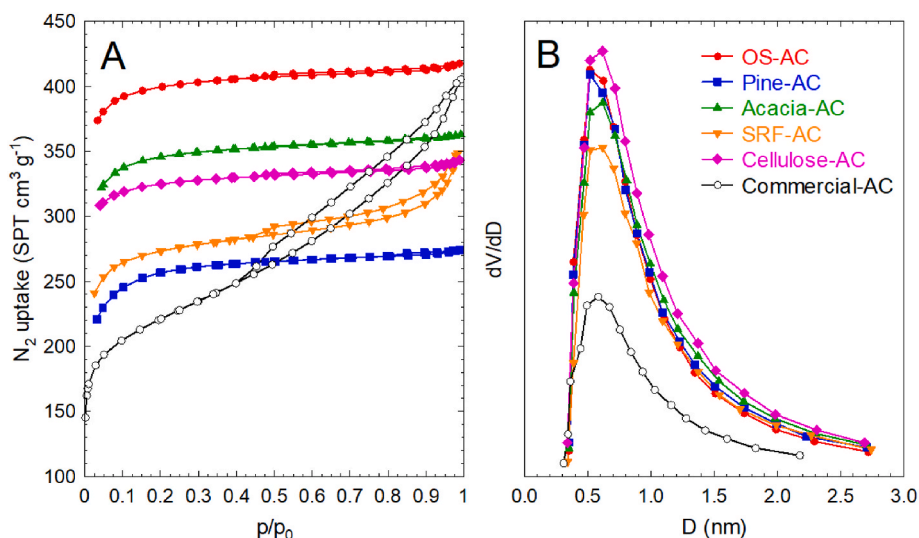 A
N2 uptake (SPT cm3 g-1)
450
400
350
300
250
200
150
100
0 0.1 0.2 0.3 0.4 0.5 0.6 0.7 0.8 0.9 1
p/p0
B
OS-AC
Pine-AC
Acacia-AC
SRF-AC
Cellulose-AC
Commercial-AC
dV/dD
0.0 0.5 1.0 1.5 2.0 2.5 3.0
D (nm)